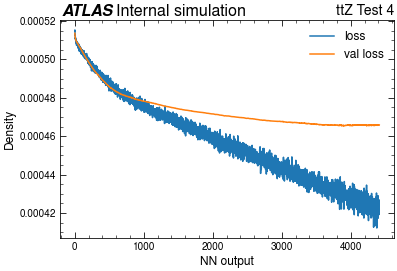 ATLAS Internal simulation ttZ Test 4
0.00052
0.00050
0.00048
0.00046
0.00044
0.00042
Density
loss
val loss
0 1000 2000 3000 4000
NN output